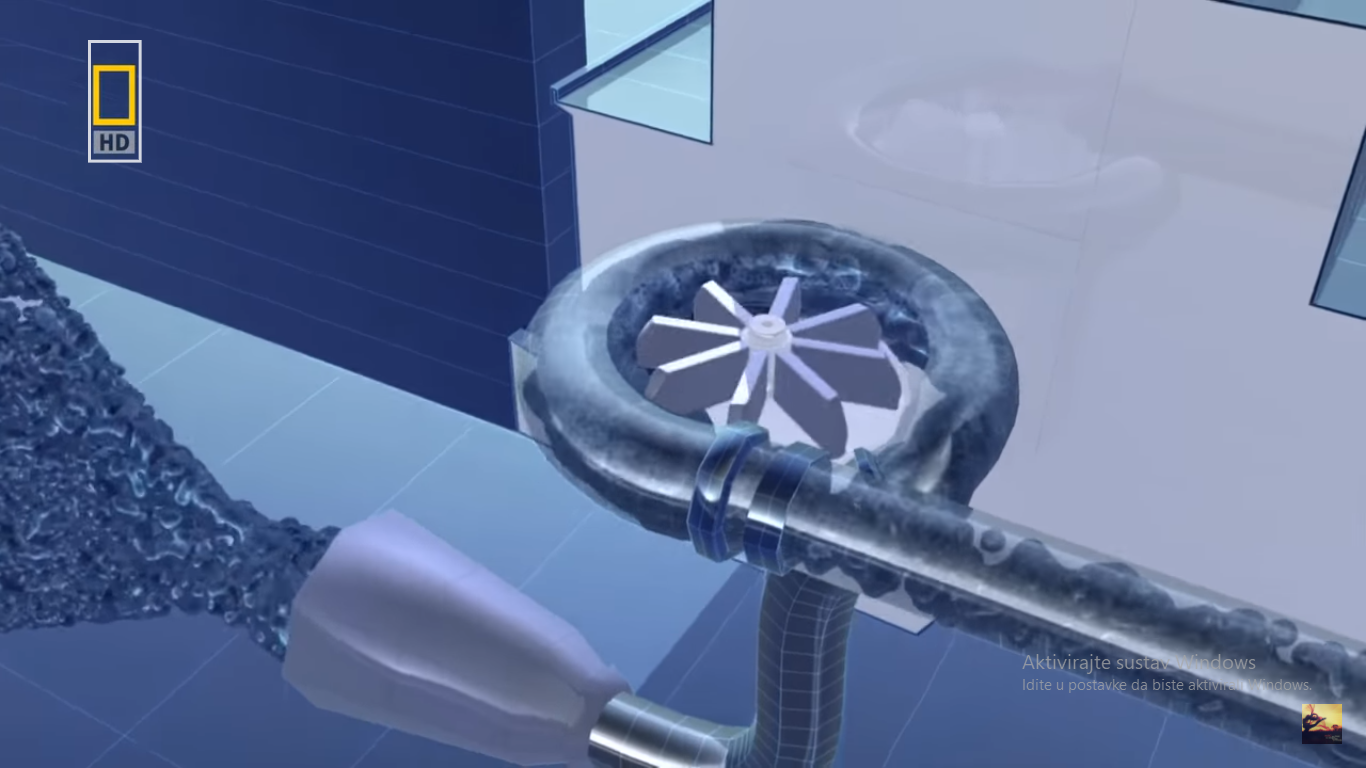 HD
Aktivirajte sustav Windows
Idite u postavke da biste aktivirali Windows.